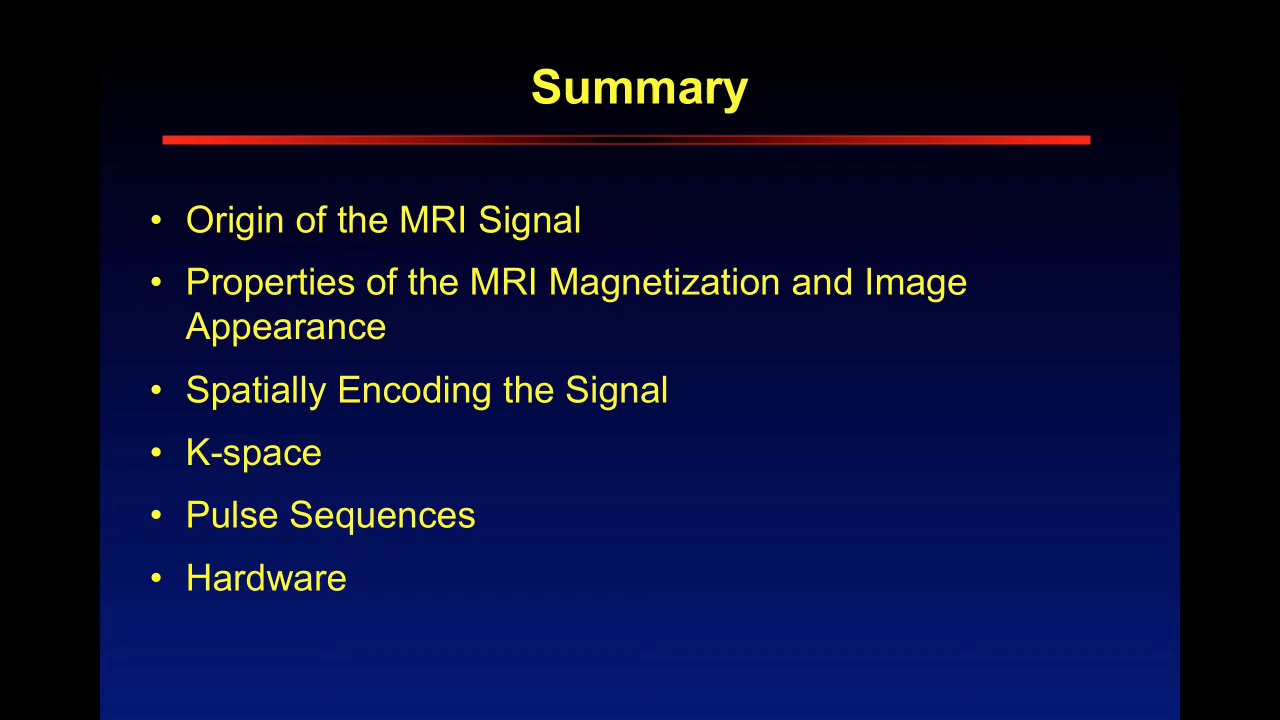 Summary
• Origin of the MRI Signal
• Properties of the MRI Magnetization and Image
Appearance
• Spatially Encoding the Signal
• K-space
• Pulse Sequences
• Hardware